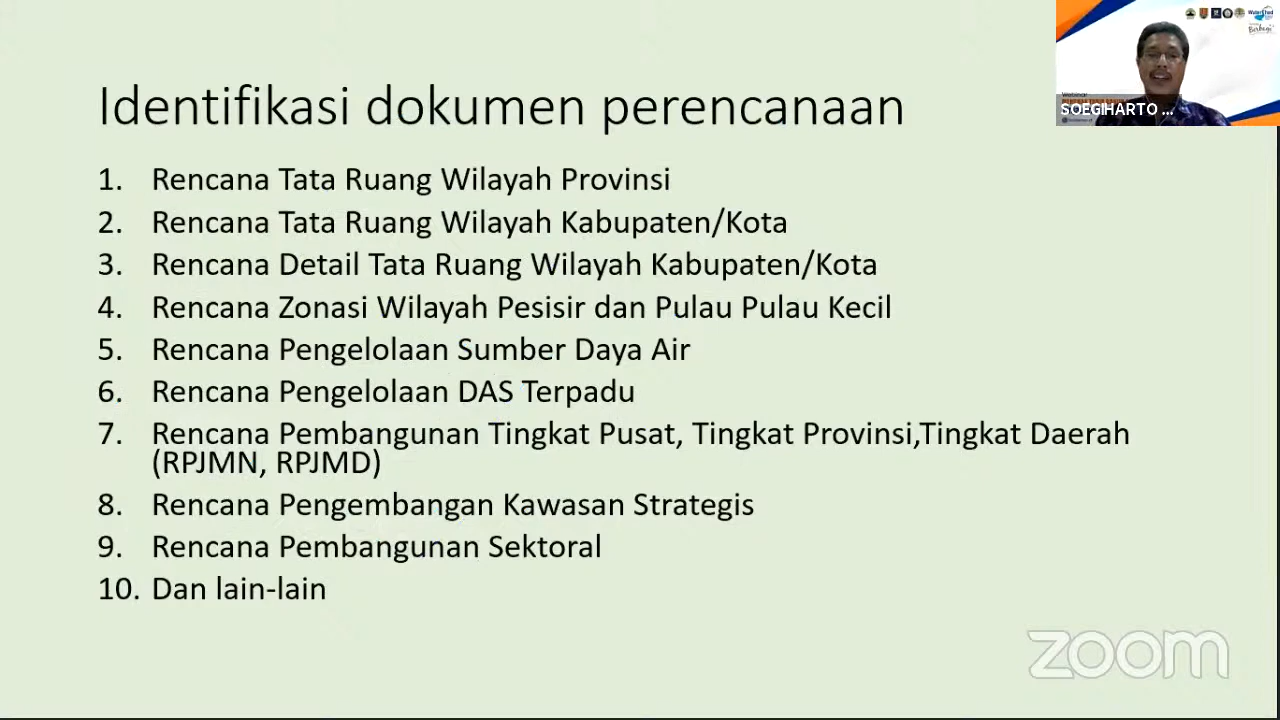 Identifikasi dokumen perencanaan
1. Rencana Tata Ruang Wilayah Provinsi
2. Rencana Tata Ruang Wilayah Kabupaten/Kota
3. Rencana Detail Tata Ruang Wilayah Kabupaten/Kota
4. Rencana Zonasi Wilayah Pesisir dan Pulau Pulau Kecil
5. Rencana Pengelolaan Sumber Daya Air
6. Rencana Pengelolaan DAS Terpadu
7. Rencana Pembangunan Tingkat Pusat, Tingkat Provinsi,Tingkat Daerah
(RPJMN, RPJMD)
8. Rencana Pengembangan Kawasan Strategis
9. Rencana Pembangunan Sektoral
10. Dan lain-lain
Berbagi
Webinar
SOEGIHARTO ...
zoom